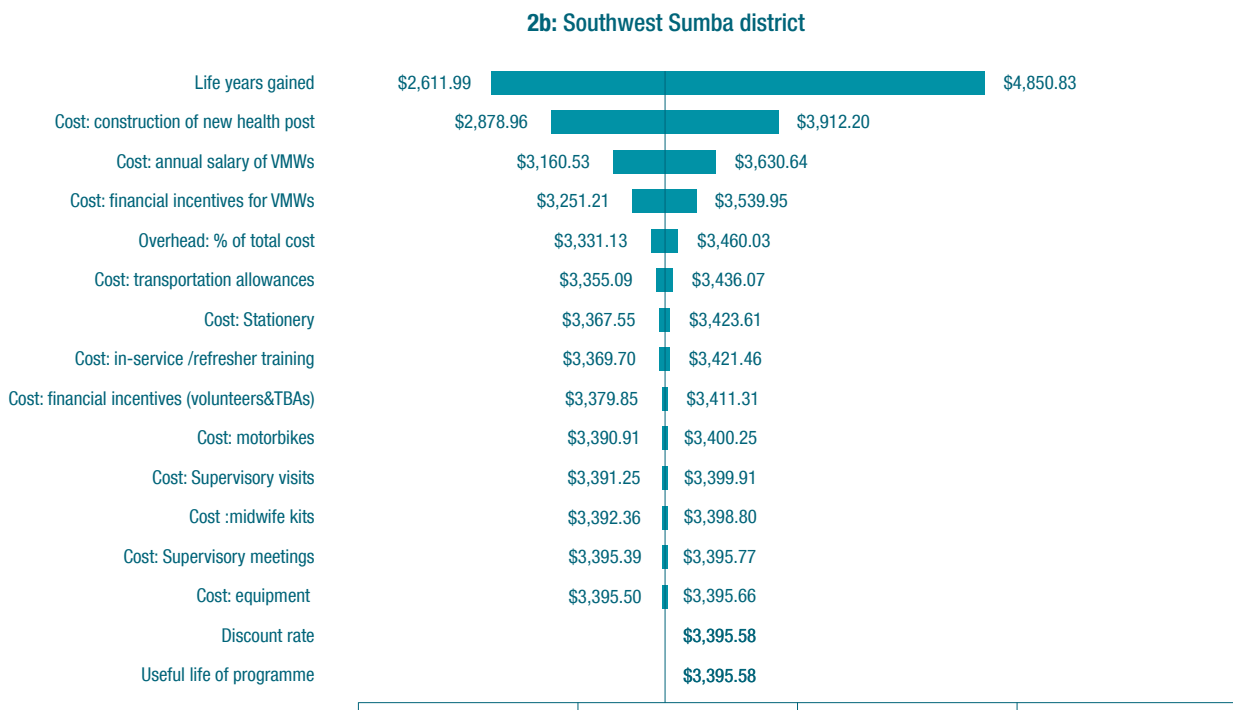 2b: Southwest Sumba district
Life years gained $2,611.99 $4,850.83
Cost: construction of new health post $2,878.96 $3,912.20
Cost: annual salary of VMWs $3,160.53 $3,630.64
Cost: financial incentives for VMWs $3,251.21 $3,539.95
Overhead: % of total cost $3,331.13 $3,460.03
Cost: transportation allowances $3,355.09 $3,436.07
Cost: Stationery $3,367.55 $3,423.61
Cost: in-service /refresher training $3,369.70 $3,421.46
Cost: financial incentives (volunteers&TBAs) $3,379.85 $3,411.31
Cost: motorbikes $3,390.91 $3,400.25
Cost: Supervisory visits $3,391.25 $3,399.91
Cost :midwife kits $3,392.36 $3,398.80
Cost: Supervisory meetings $3,395.39 $3,395.77
Cost: equipment $3,395.50 $3,395.66
Discount rate $3,395.58
Useful life of programme $3,395.58